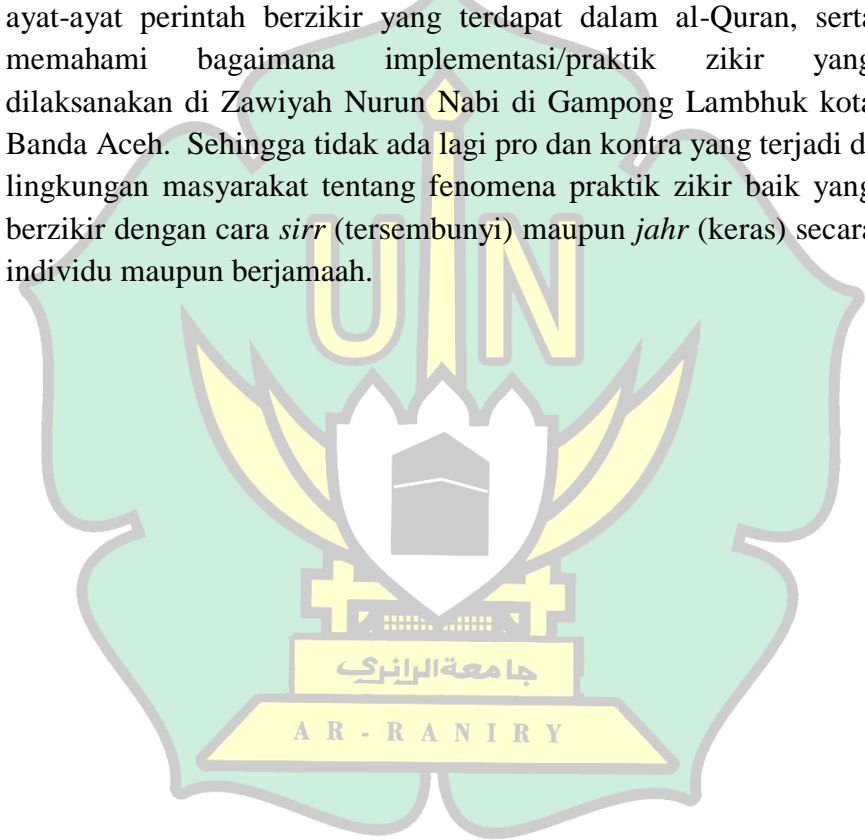 ayat-ayat perintah berzikir yang terdapat dalam al-Quran, serta
memahami bagaimana implementasi/praktik zikir yang
dilaksanakan di Zawiyah Nurun Nabi di Gampong Lambhuk kota
Banda Aceh. Sehingga tidak ada lagi pro dan kontra yang terjadi di
lingkungan masyarakat tentang fenomena praktik zikir baik yang
berzikir dengan cara sirr (tersembunyi) maupun jahr (keras) secara
individu maupun berjamaah.
UIN
جامعةالرانري
AR-RANIRY